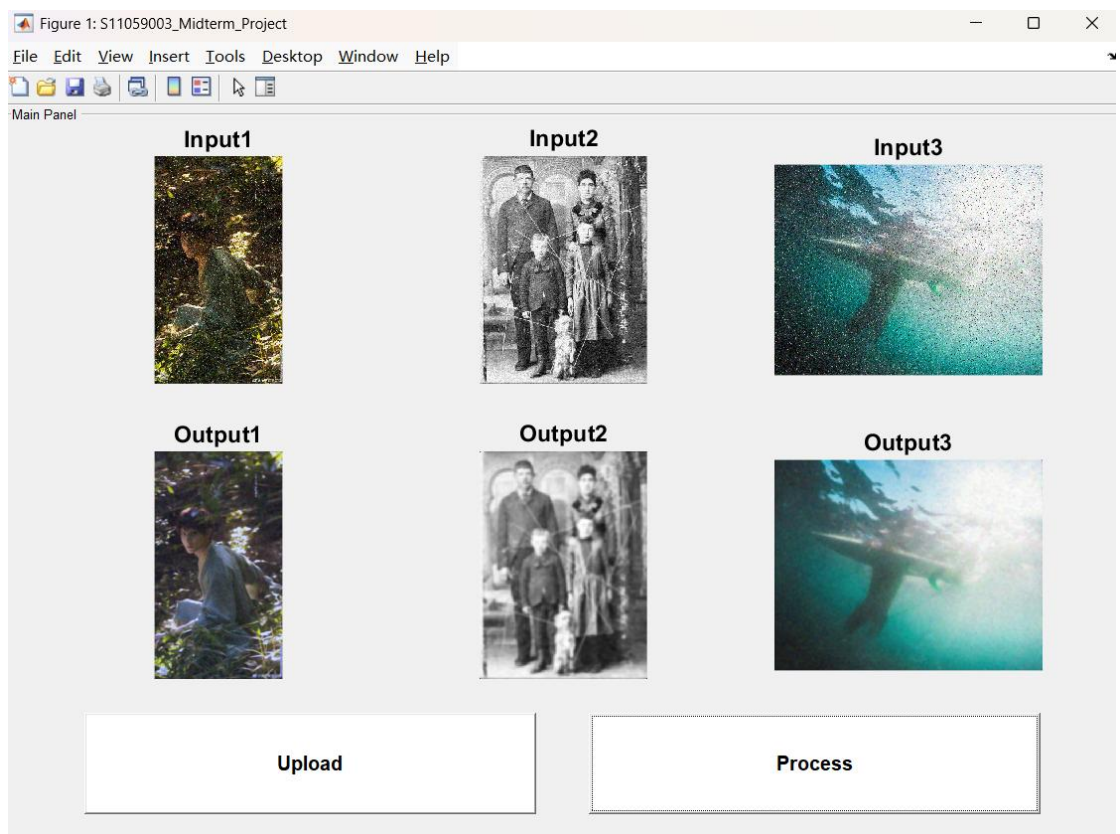 Figure 1: S11059003_Midterm_Project
File Edit View Insert Tools Desktop Window Help
Main Panel
Input1 Input2 Input3
Output1 Output2 Output3
Upload Process